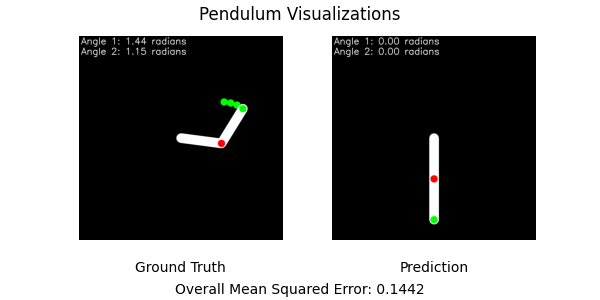 Pendulum Visualizations
Angle 1: 1.44 radians
Angle 2: 1.15 radians
Angle 1: 0.00 radians
Angle 2: 0.00 radians
Ground Truth
Prediction
Overall Mean Squared Error: 0.1442